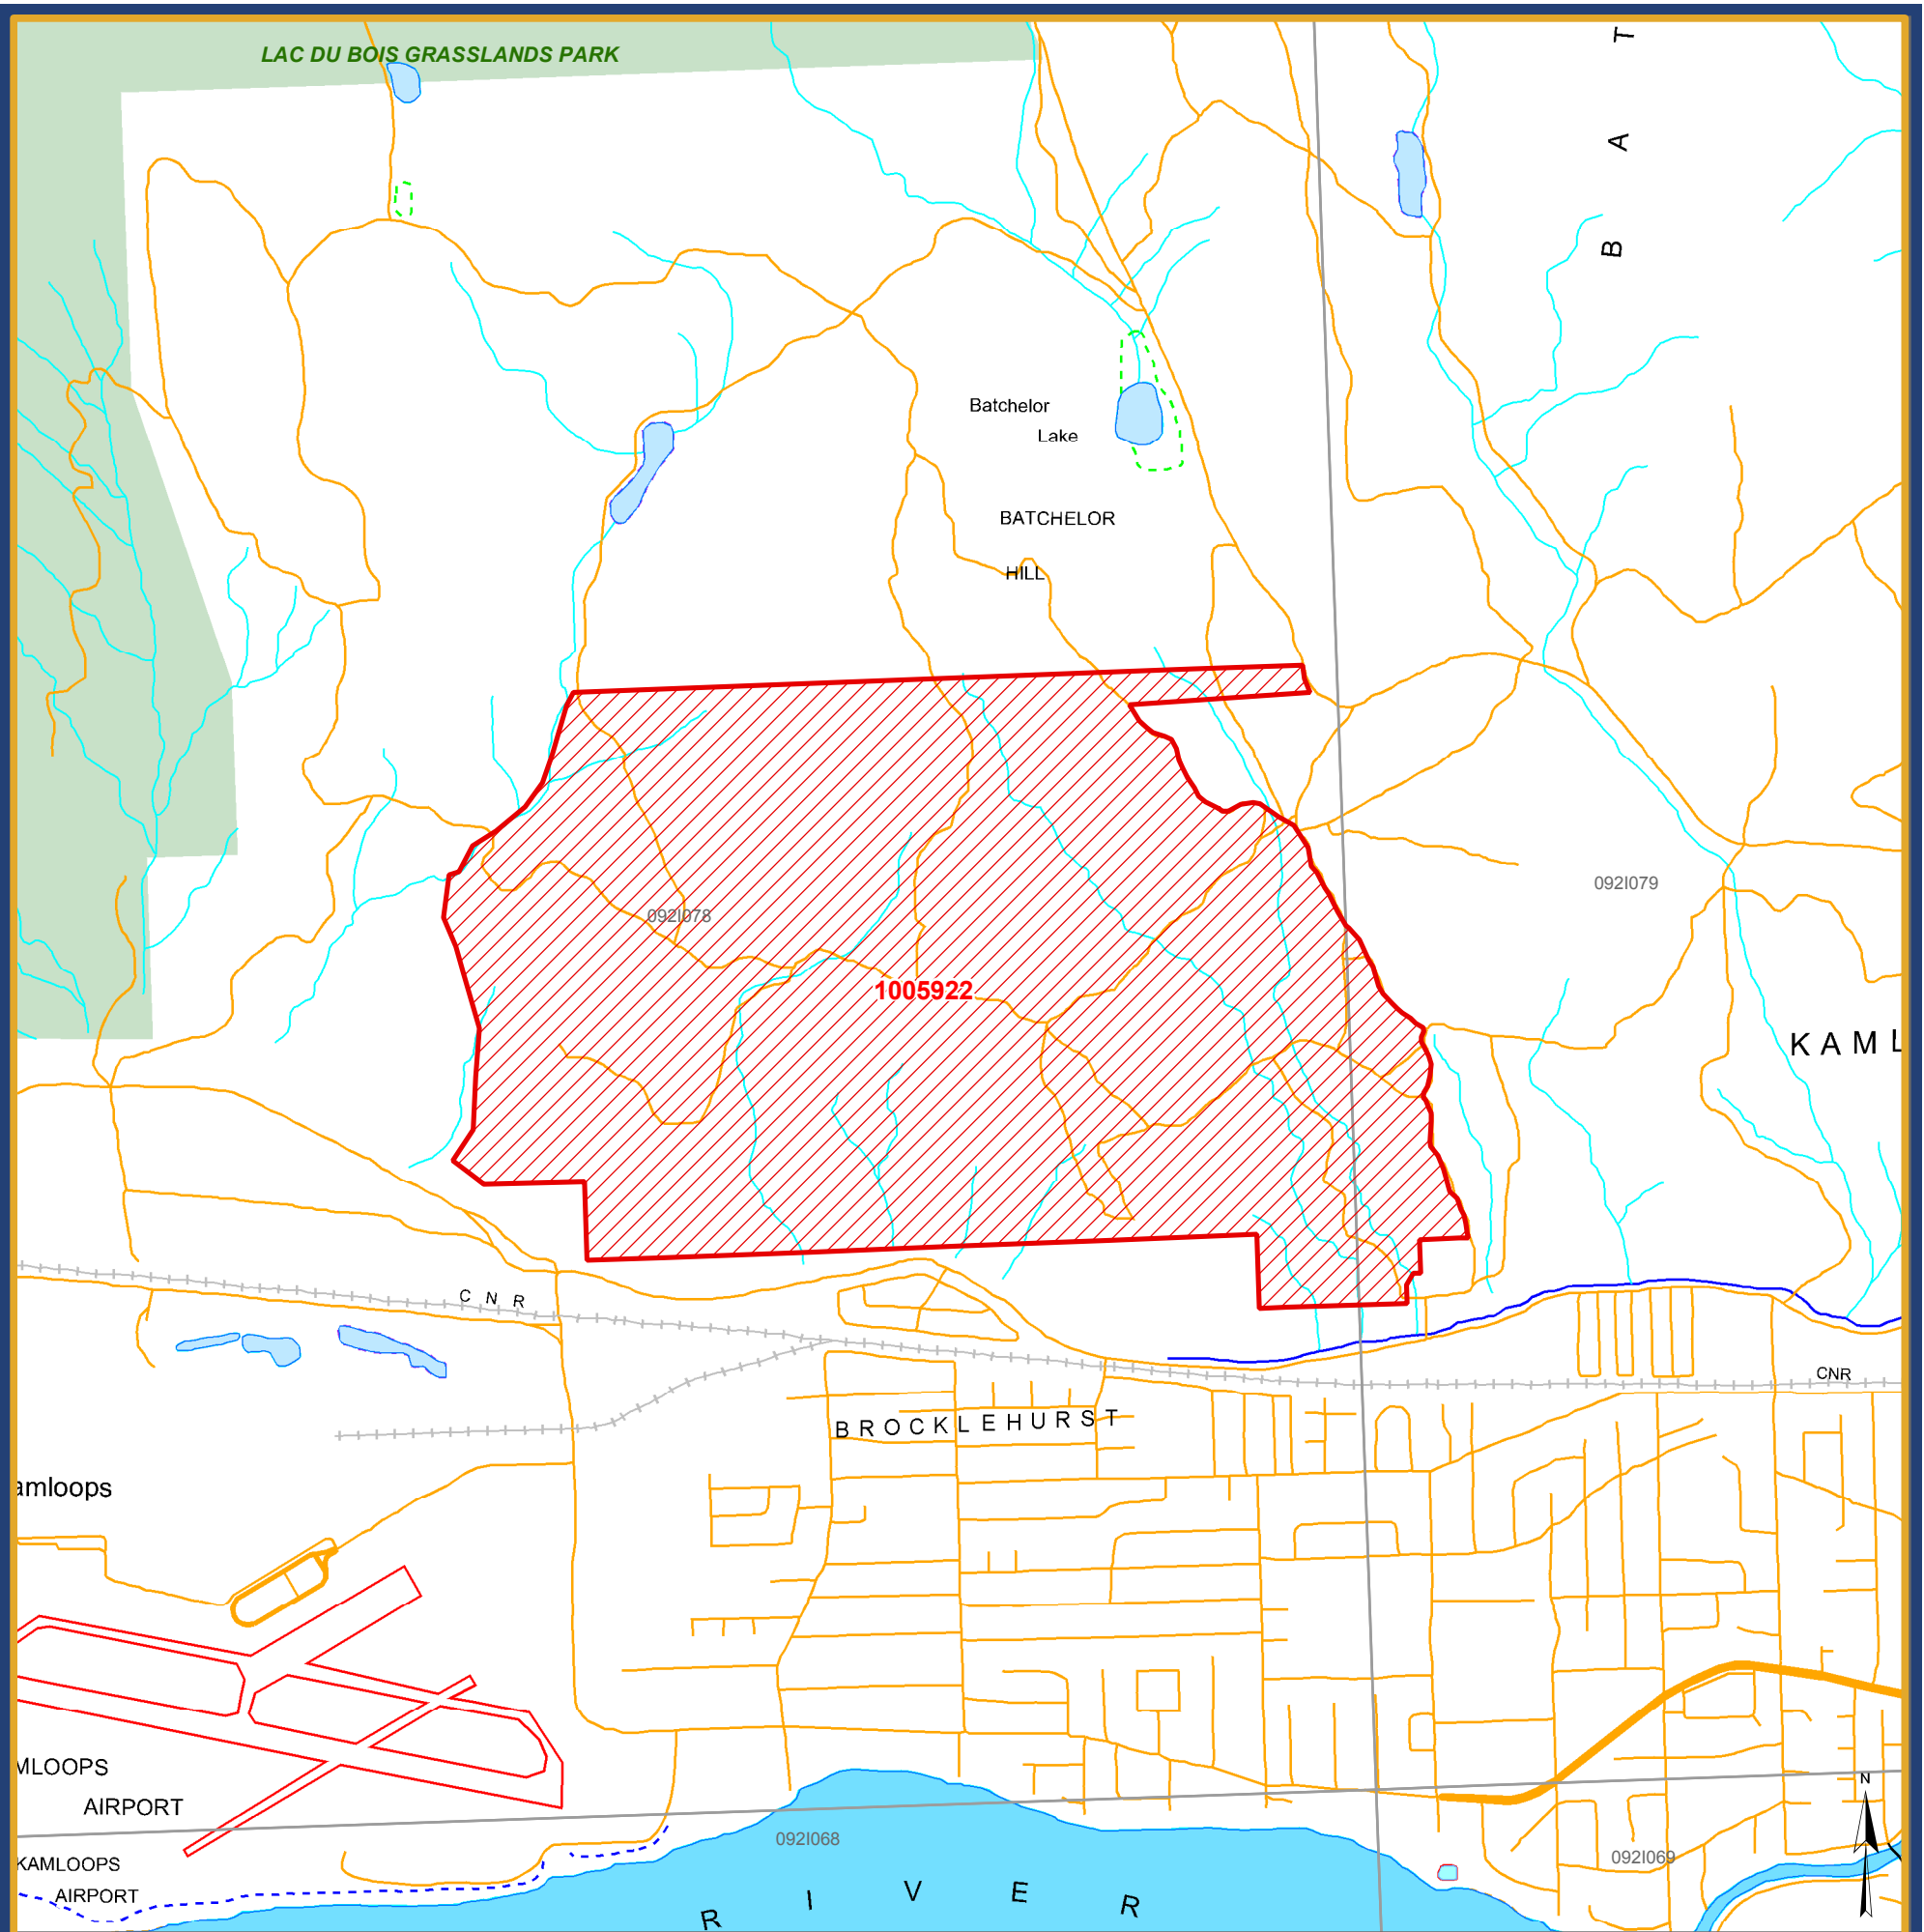 LAC DU BOIS GRASSLANDS PARK
T
A
B
Batchelor
Lake
BATCHELOR
HILL
092I079
092I078
1005922
KAML
C N R
CNR
BROCKLEHURST
amloops
MLOOPS
AIRPORT
N
092I068
092I069
KAMLOOPS
AIRPORT
R I V E R